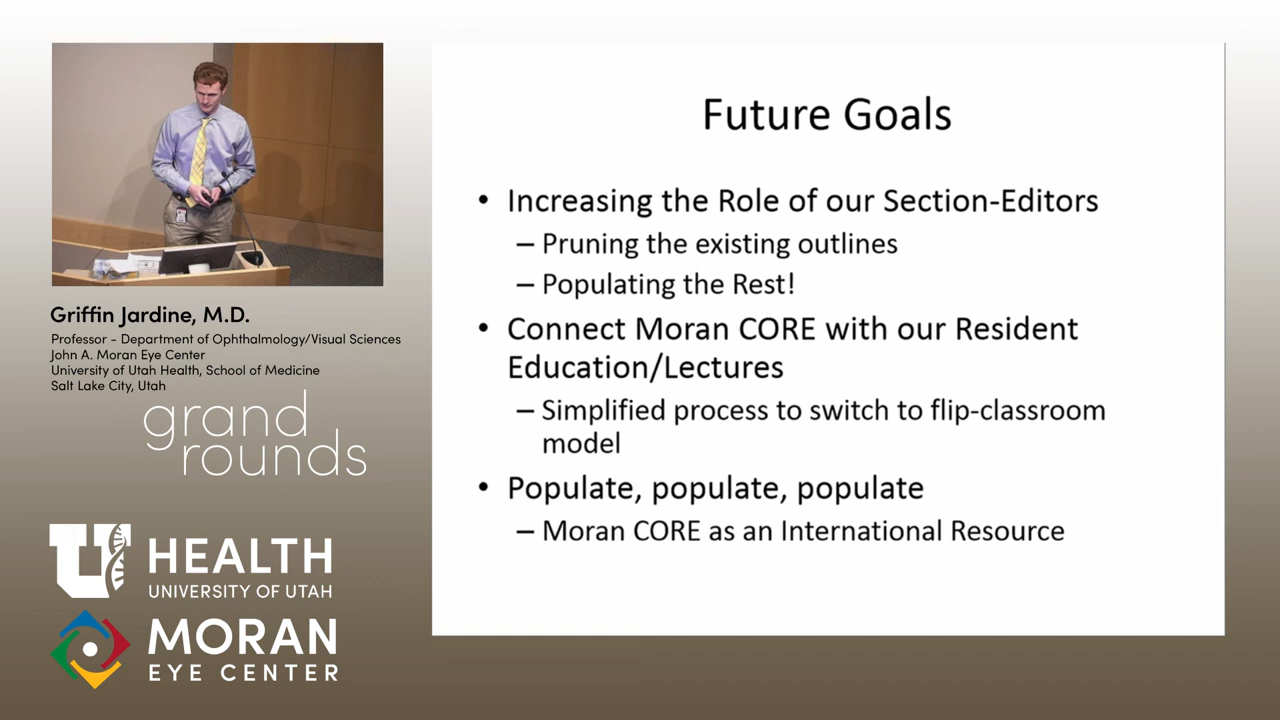 Griffin Jardine, M.D.
Professor - Department of Ophthalmology/Visual Sciences
John A. Moran Eye Center
University of Utah Health, School of Medicine
Salt Lake City, Utah
grand
rounds
U
HEALTH
UNIVERSITY OF UTAH
MORAN
EYE CENTER
Future Goals
• Increasing the Role of our Section-Editors
– Pruning the existing outlines
– Populating the Rest!
• Connect Moran CORE with our Resident
Education/Lectures
– Simplified process to switch to flip-classroom
model
• Populate, populate, populate
– Moran CORE as an International Resource